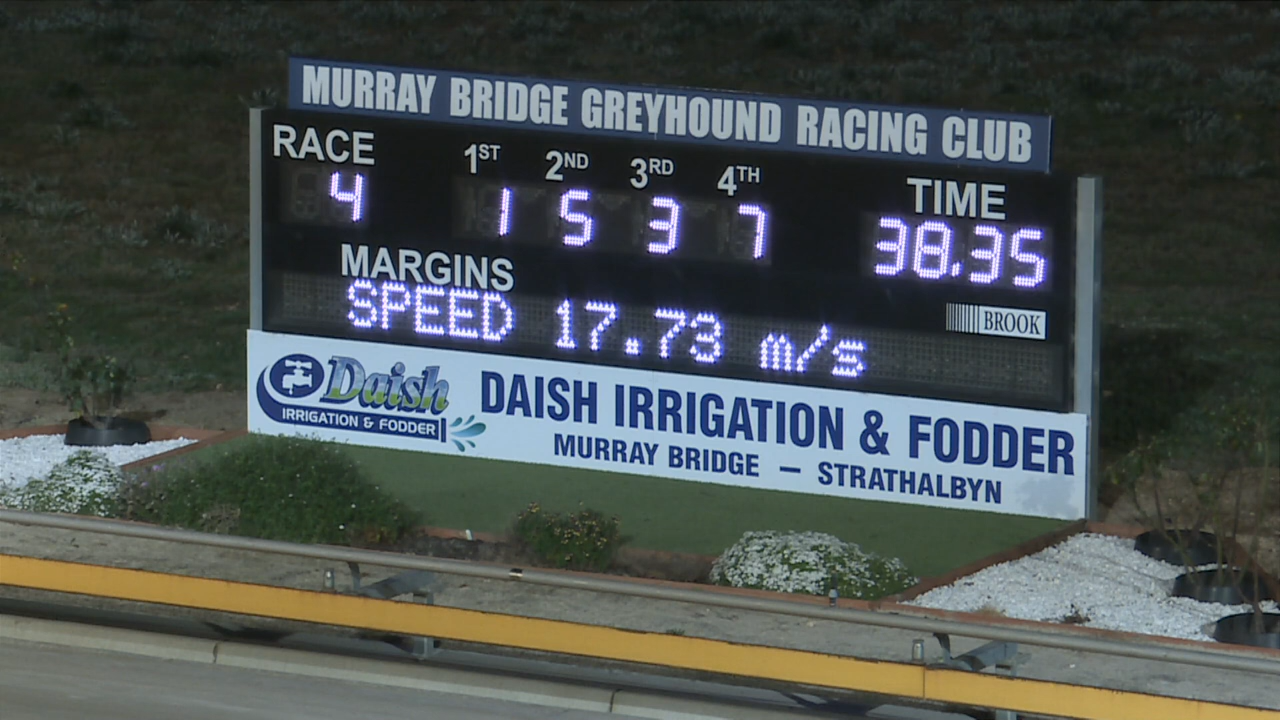 MURRAY BRIDGE GREYHOUND RACING CLUB
RACE 1ST 2ND 3RD 4TH TIME
4 1 5 3 7 38.35
MARGINS
SPEED 17.73 m/s
BROOK
Daish
IRRIGATION & FODDER
DAISH IRRIGATION & FODDER
MURRAY BRIDGE – STRATHALBYN